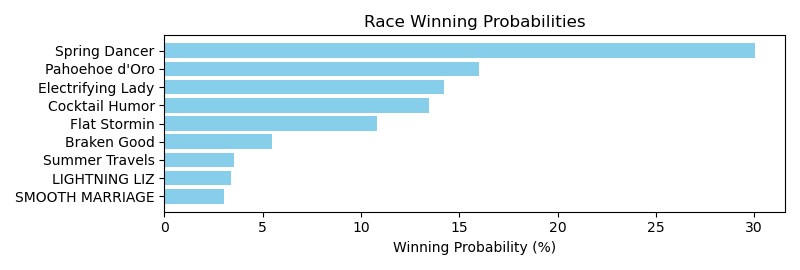 Race Winning Probabilities
Spring Dancer
Pahoehoe d'Oro
Electrifying Lady
Cocktail Humor
Flat Stormin
Braken Good
Summer Travels
LIGHTNING LIZ
SMOOTH MARRIAGE
0 5 10 15 20 25 30
Winning Probability (%)